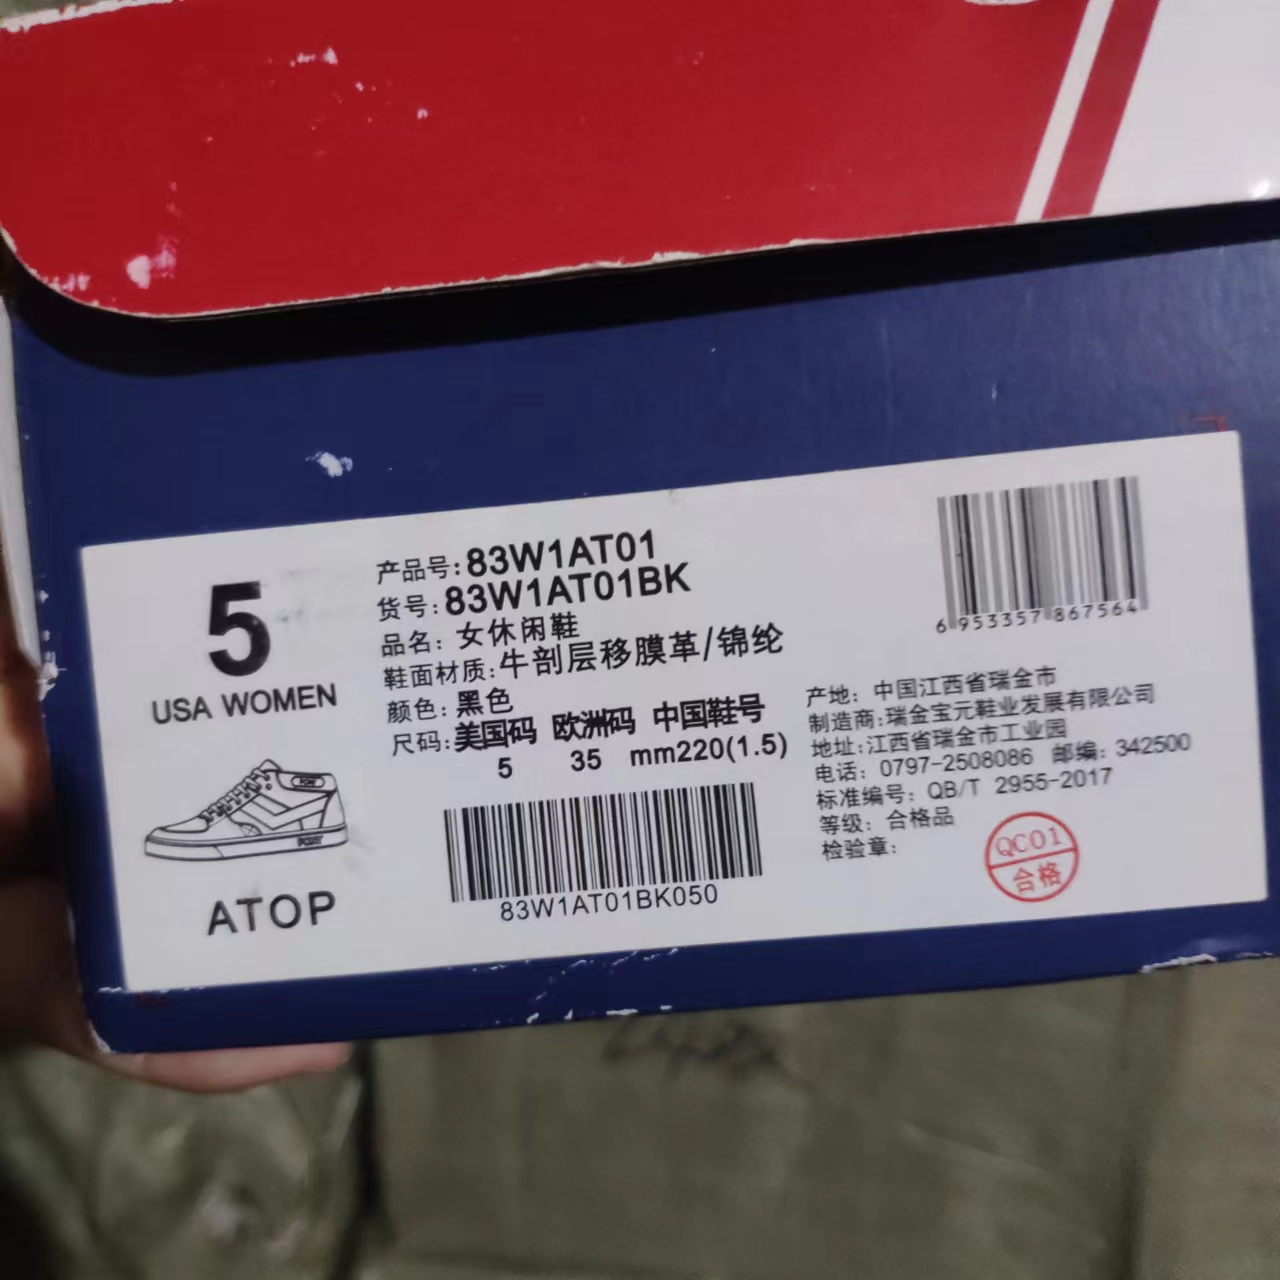 5
USA WOMEN
ATOP
产品号: 83W1AT01
货号: 83W1AT01BK
品名: 女休闲鞋
鞋面材质: 牛剖层移膜革/锦纶
颜色: 黑色
尺码: 美国码 欧洲码 中国鞋号
5 35 mm220(1.5)
83W1AT01BK050
6 953357 867564
产地: 中国江西省瑞金市
制造商: 瑞金宝元鞋业发展有限公司
地址: 江西省瑞金市工业园
电话: 0797-2508086 邮编: 342500
标准编号: QB/T 2955-2017
等级: 合格品
检验章:
QC01
合格